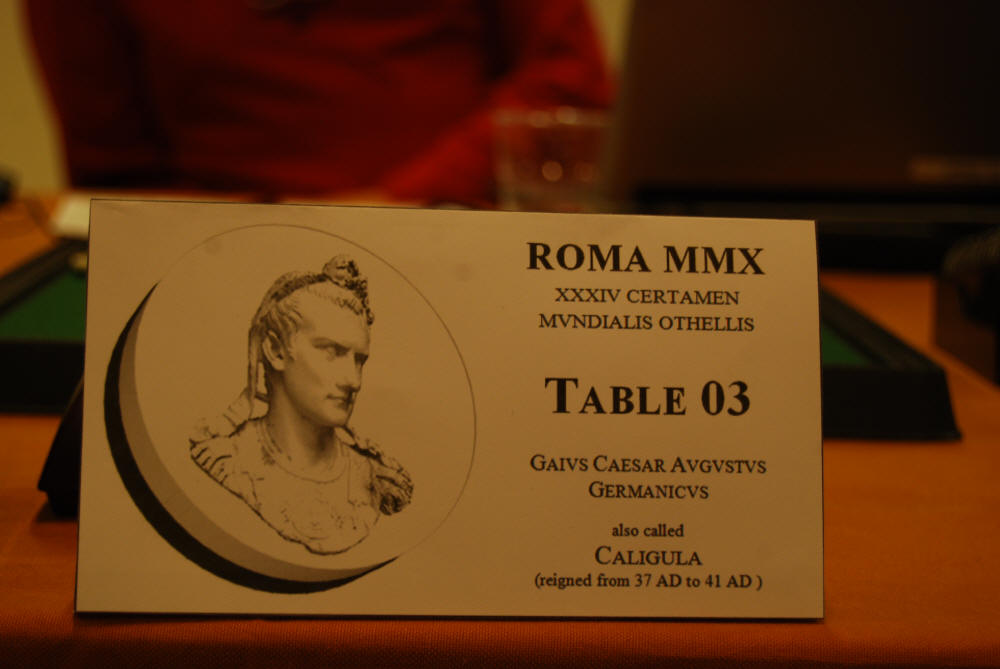 ROMA MMX
XXXIV CERTAMEN
MVNDIALIS OTHELLIS
TABLE 03
GAIVS CAESAR AVGVSTVS
GERMANICVS
also called
CALIGULA
(reigned from 37 AD to 41 AD )